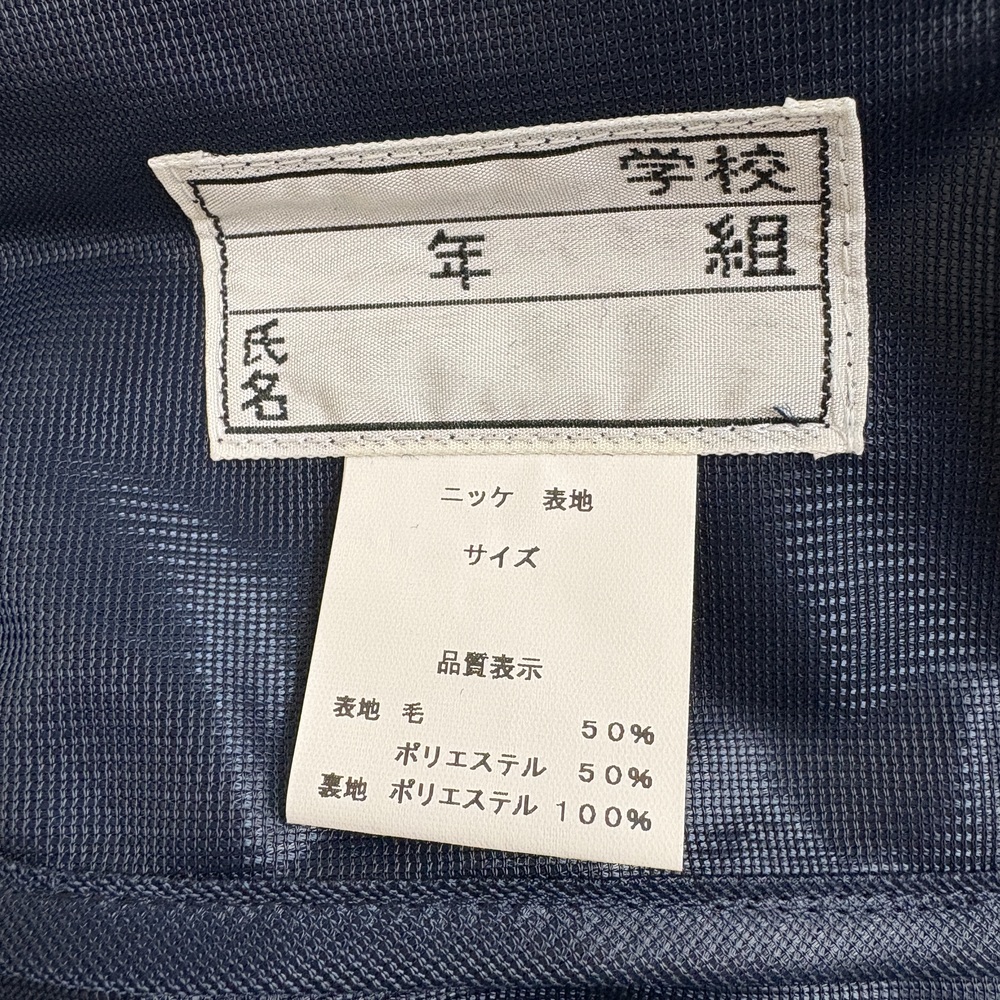 学校
年 組
氏名
ニッケ 表地
サイズ
品質表示
表地 毛 50%
ポリエステル 50%
裏地 ポリエステル 100%